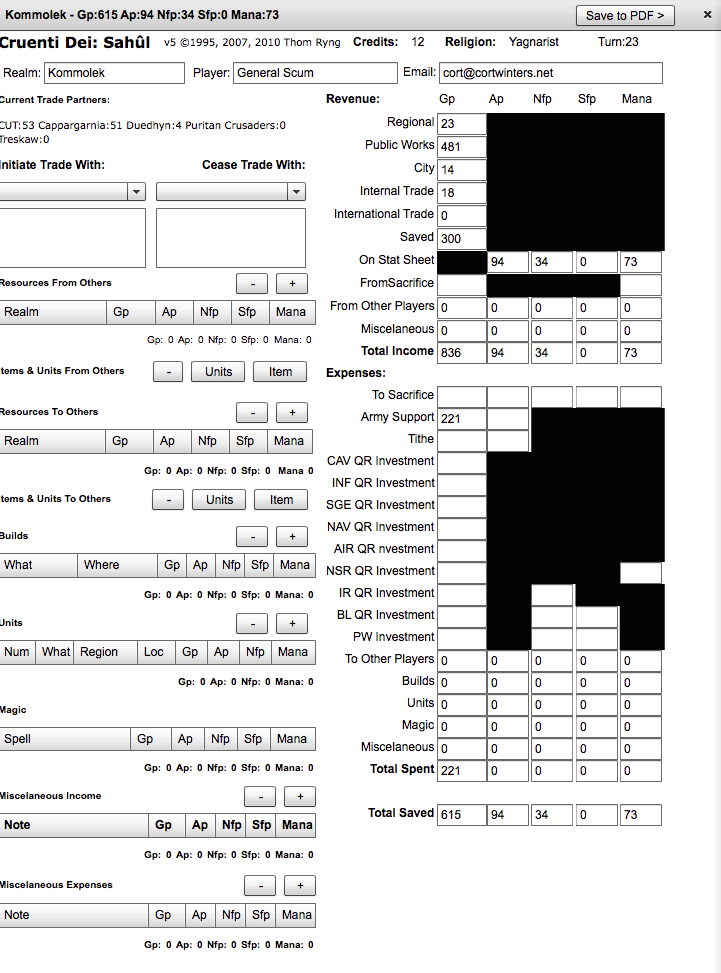 Kommolek - Gp:615 Ap:94 Nfp:34 Sfp:0 Mana:73
Save to PDF >
×
Cruenti Dei: Sahûl v5 ©1995, 2007, 2010 Thom Ryng Credits: 12 Religion: Yagnarist Turn:23
Realm: Kommolek Player: General Scum Email: cort@cortwinters.net
Current Trade Partners:
CUT:53 Cappargarnia:51 Duedhyn:4 Puritan Crusaders:0
Treskaw:0
Initiate Trade With: Cease Trade With:
Resources From Others - +
Realm Gp Ap Nfp Sfp Mana
Gp: 0 Ap: 0 Nfp: 0 Sfp: 0 Mana: 0
Items & Units From Others - Units Item
Resources To Others - +
Realm Gp Ap Nfp Sfp Mana
Gp: 0 Ap: 0 Nfp: 0 Sfp: 0 Mana 0
Items & Units To Others - Units Item
Builds - +
What Where Gp Ap Nfp Sfp Mana
Gp: 0 Ap: 0 Nfp: 0 Sfp: 0 Mana: 0
Units - +
Num What Region Loc Gp Ap Nfp Mana
Gp: 0 Ap: 0 Nfp: 0 Mana: 0
Magic
Spell Gp Ap Nfp Sfp Mana
Gp: 0 Ap: 0 Nfp: 0 Sfp: 0 Mana: 0
Miscelaneous Income - +
Note Gp Ap Nfp Sfp Mana
Gp: 0 Ap: 0 Nfp: 0 Sfp: 0 Mana: 0
Miscelaneous Expenses - +
Note Gp Ap Nfp Sfp Mana
Gp: 0 Ap: 0 Nfp: 0 Sfp: 0 Mana: 0
Revenue: Gp Ap Nfp Sfp Mana
Regional 23
Public Works 481
City 14
Internal Trade 18
International Trade 0
Saved 300
On Stat Sheet 94 34 0 73
FromSacrifice
From Other Players 0 0 0 0 0
Miscelaneous 0 0 0 0 0
Total Income 836 94 34 0 73
Expenses:
To Sacrifice
Army Support 221
Tithe
CAV QR Investment
INF QR Investment
SGE QR Investment
NAV QR Investment
AIR QR nvestment
NSR QR Investment
IR QR Investment
BL QR Investment
PW Investment
To Other Players 0 0 0 0 0
Builds 0 0 0 0 0
Units 0 0 0 0 0
Magic 0 0 0 0 0
Miscelaneous 0 0 0 0 0
Total Spent 221 0 0 0 0
Total Saved 615 94 34 0 73